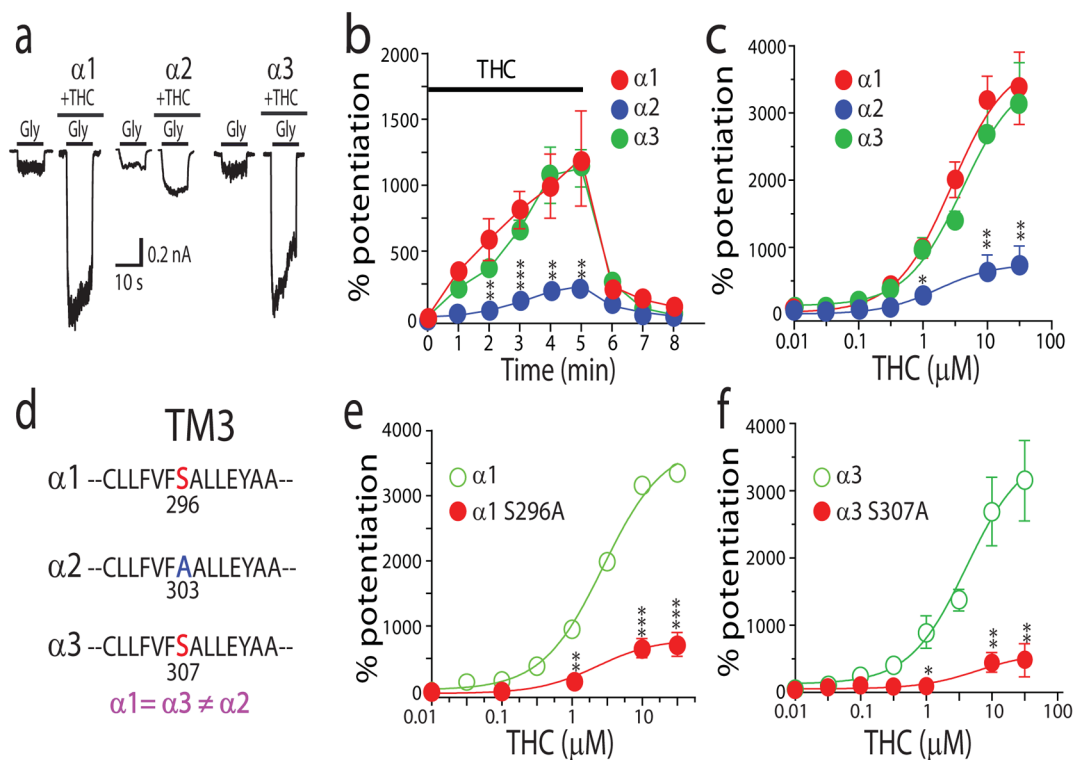 a
α1 α2 α3
+THC +THC +THC
Gly Gly Gly Gly Gly Gly
0.2 nA
10 s
b
% potentiation
2000
1500
1000
500
0
THC
α1
α2
α3
***
***
**
**
0 1 2 3 4 5 6 7 8
Time (min)
c
% potentiation
4000
3000
2000
1000
0
α1
α2
α3
*
**
**
0.01 0.1 1 10 100
THC (μM)
d
TM3
α1 --CLLFVFSALLEYAA--
296
α2 --CLLFVFAALLEYAA--
303
α3 --CLLFVFSALLEYAA--
307
α1= α3 ≠ α2
e
% potentiation
4000
3000
2000
1000
0
α1
α1 S296A
**
***
***
0.01 0.1 1 10
THC (μM)
f
% potentiation
4000
3000
2000
1000
0
α3
α3 S307A
*
**
**
0.01 0.1 1 10 100
THC (μM)